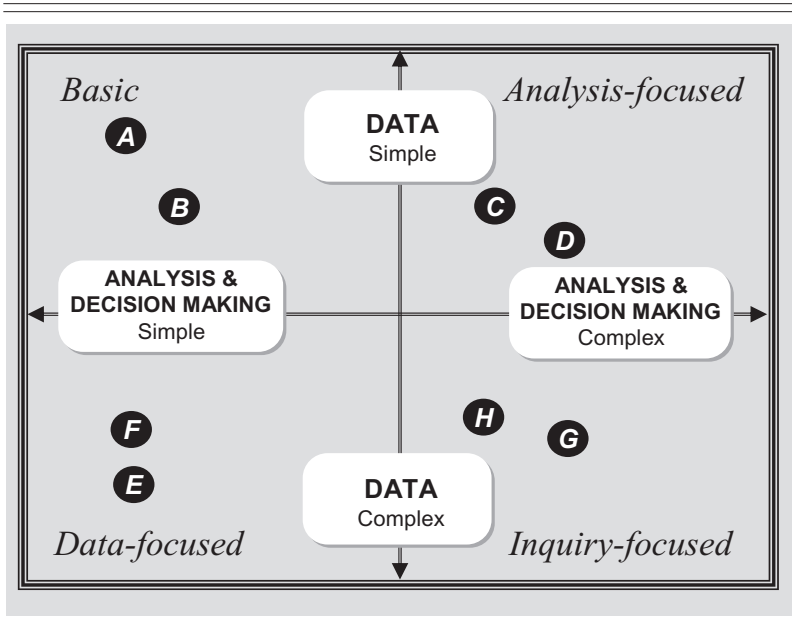 Basic
Analysis-focused
DATA
Simple
A
B
C
D
ANALYSIS &
DECISION MAKING
Simple
ANALYSIS &
DECISION MAKING
Complex
F
E
H
G
DATA
Complex
Data-focused
Inquiry-focused